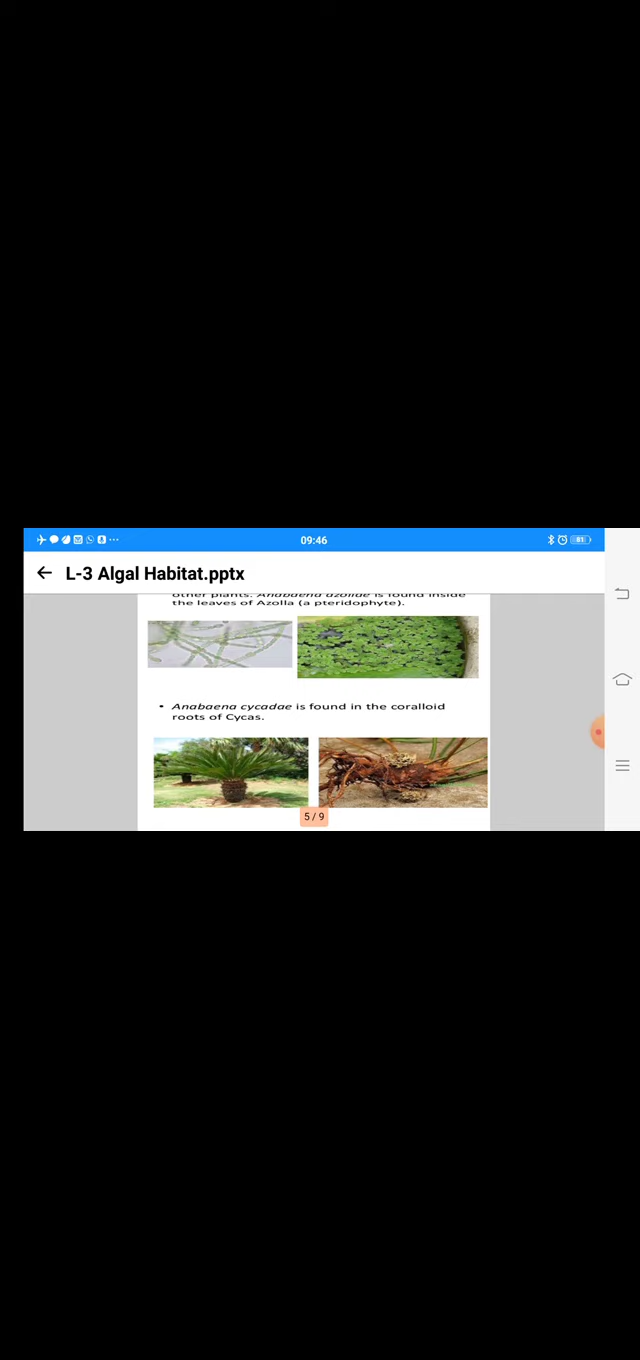 09:46
81
L-3 Algal Habitat.pptx
other plants. Anabaena azollae is found inside
the leaves of Azolla (a pteridophyte).
• Anabaena cycadae is found in the coralloid
roots of Cycas.
5 / 9